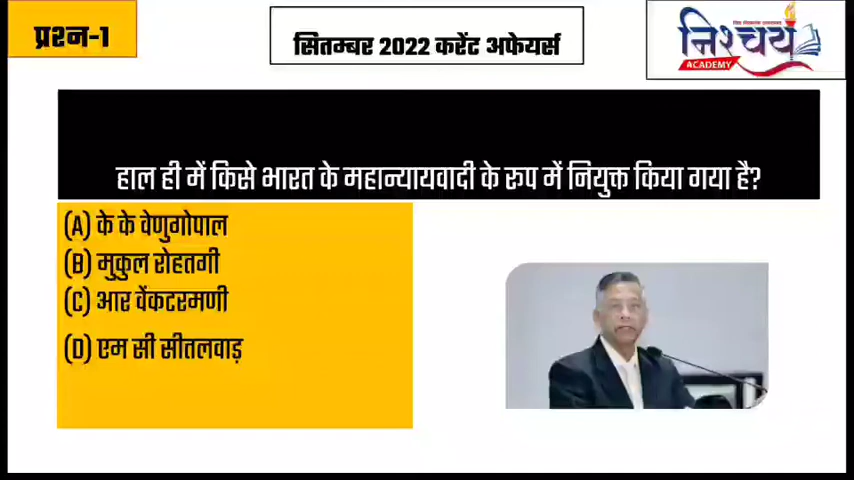 प्रश्न-1
सितम्बर 2022 करेंट अफेयर्स
निश्चय
ACADEMY
हाल ही में किसे भारत के महान्यायवादी के रूप में नियुक्त किया गया है?
(A) के के वेणुगोपाल
(B) मुकुल रोहतगी
(C) आर वेंकटरमणी
(D) एम सी सीतलवाड़